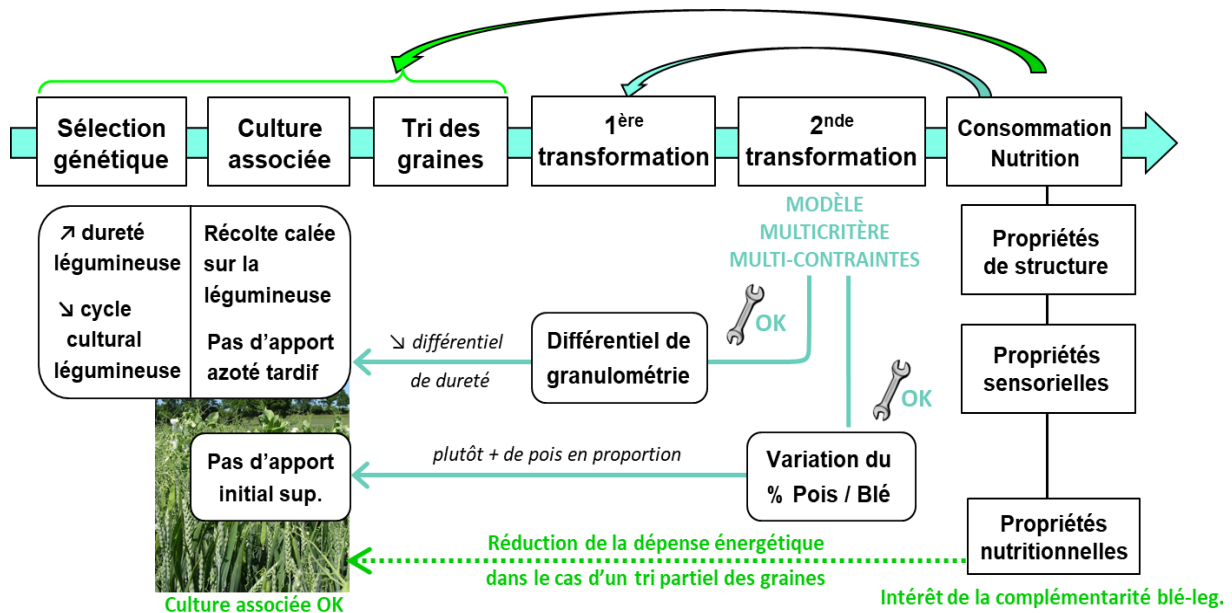 Sélection
génétique
Culture
associée
Tri des
graines
1ère
transformation
2nde
transformation
Consommation
Nutrition
↗ dureté
légumineuse
↘ cycle
cultural
légumineuse
Récolte calée
sur la
légumineuse
Pas d’apport
azoté tardif
MODÈLE
MULTICRITÈRE
MULTI-CONTRAINTES
Propriétés
de structure
OK
↘ différentiel
de dureté
Différentiel de
granulométrie
Propriétés
sensorielles
OK
Pas d’apport
initial sup.
plutôt + de pois en proportion
Variation du
% Pois / Blé
Propriétés
nutritionnelles
Réduction de la dépense énergétique
dans le cas d’un tri partiel des graines
Culture associée OK
Intérêt de la complémentarité blé-leg.